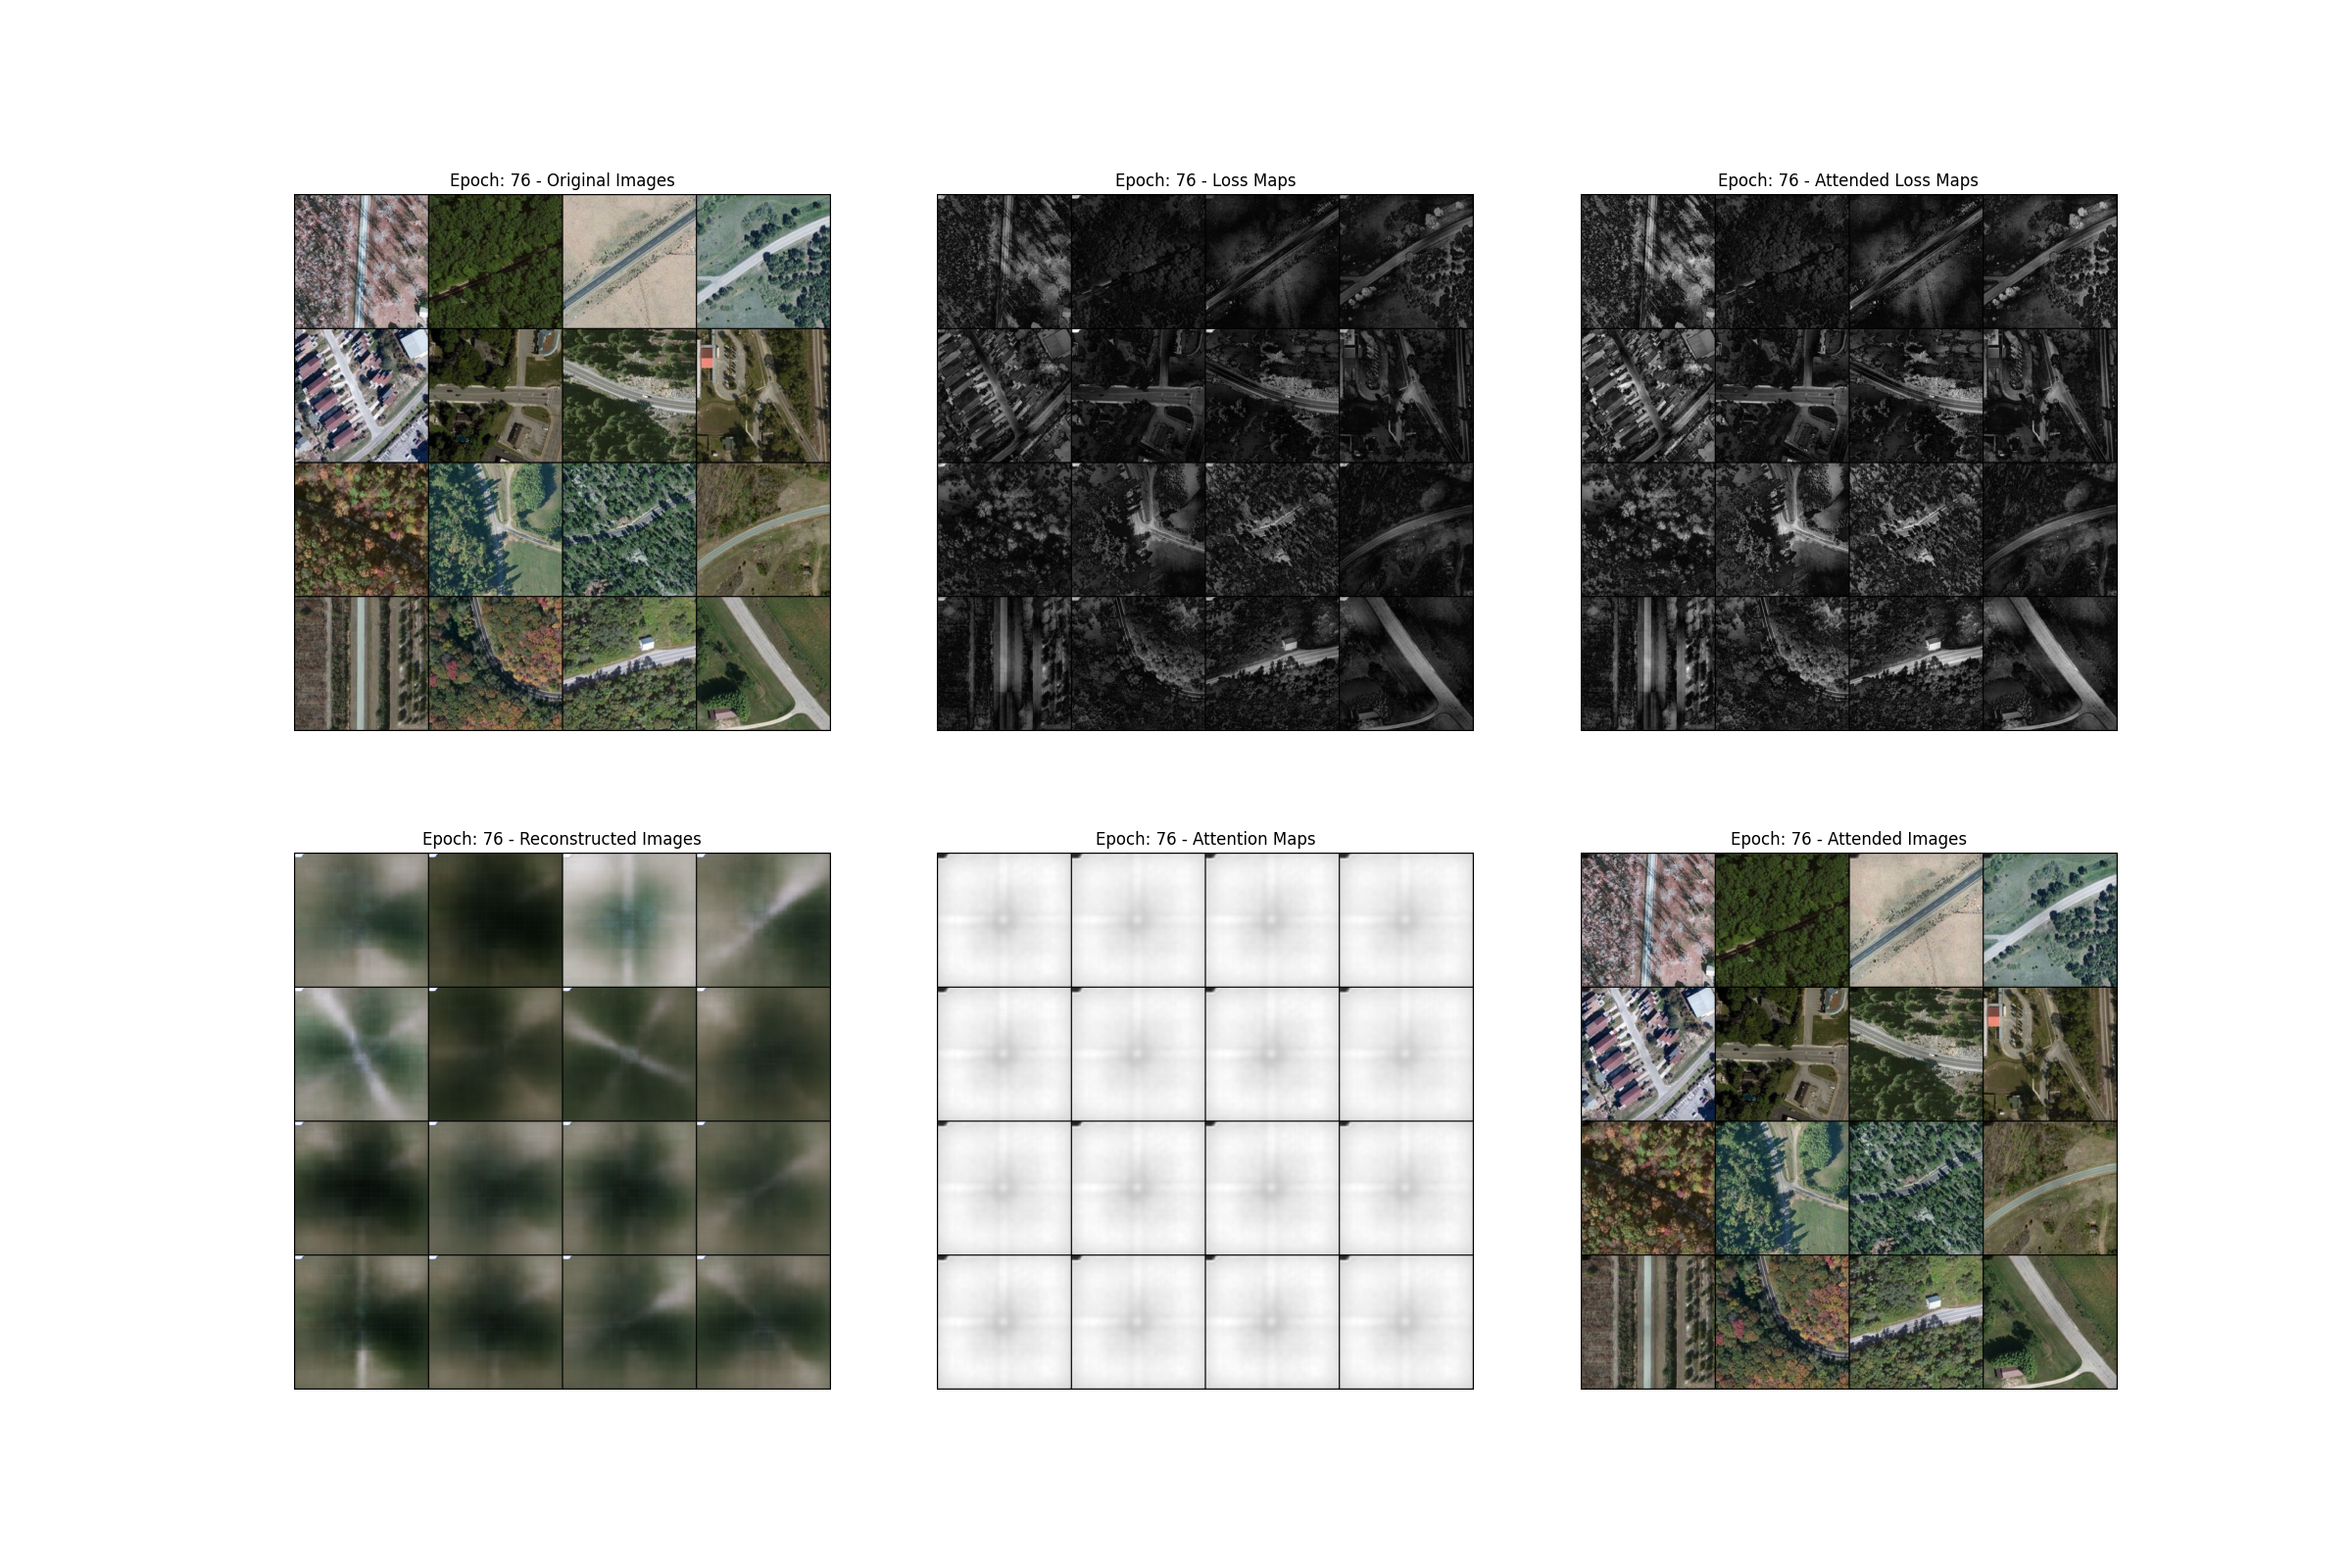 Epoch: 76 - Original Images
Epoch: 76 - Loss Maps
Epoch: 76 - Attended Loss Maps
Epoch: 76 - Reconstructed Images
Epoch: 76 - Attention Maps
Epoch: 76 - Attended Images